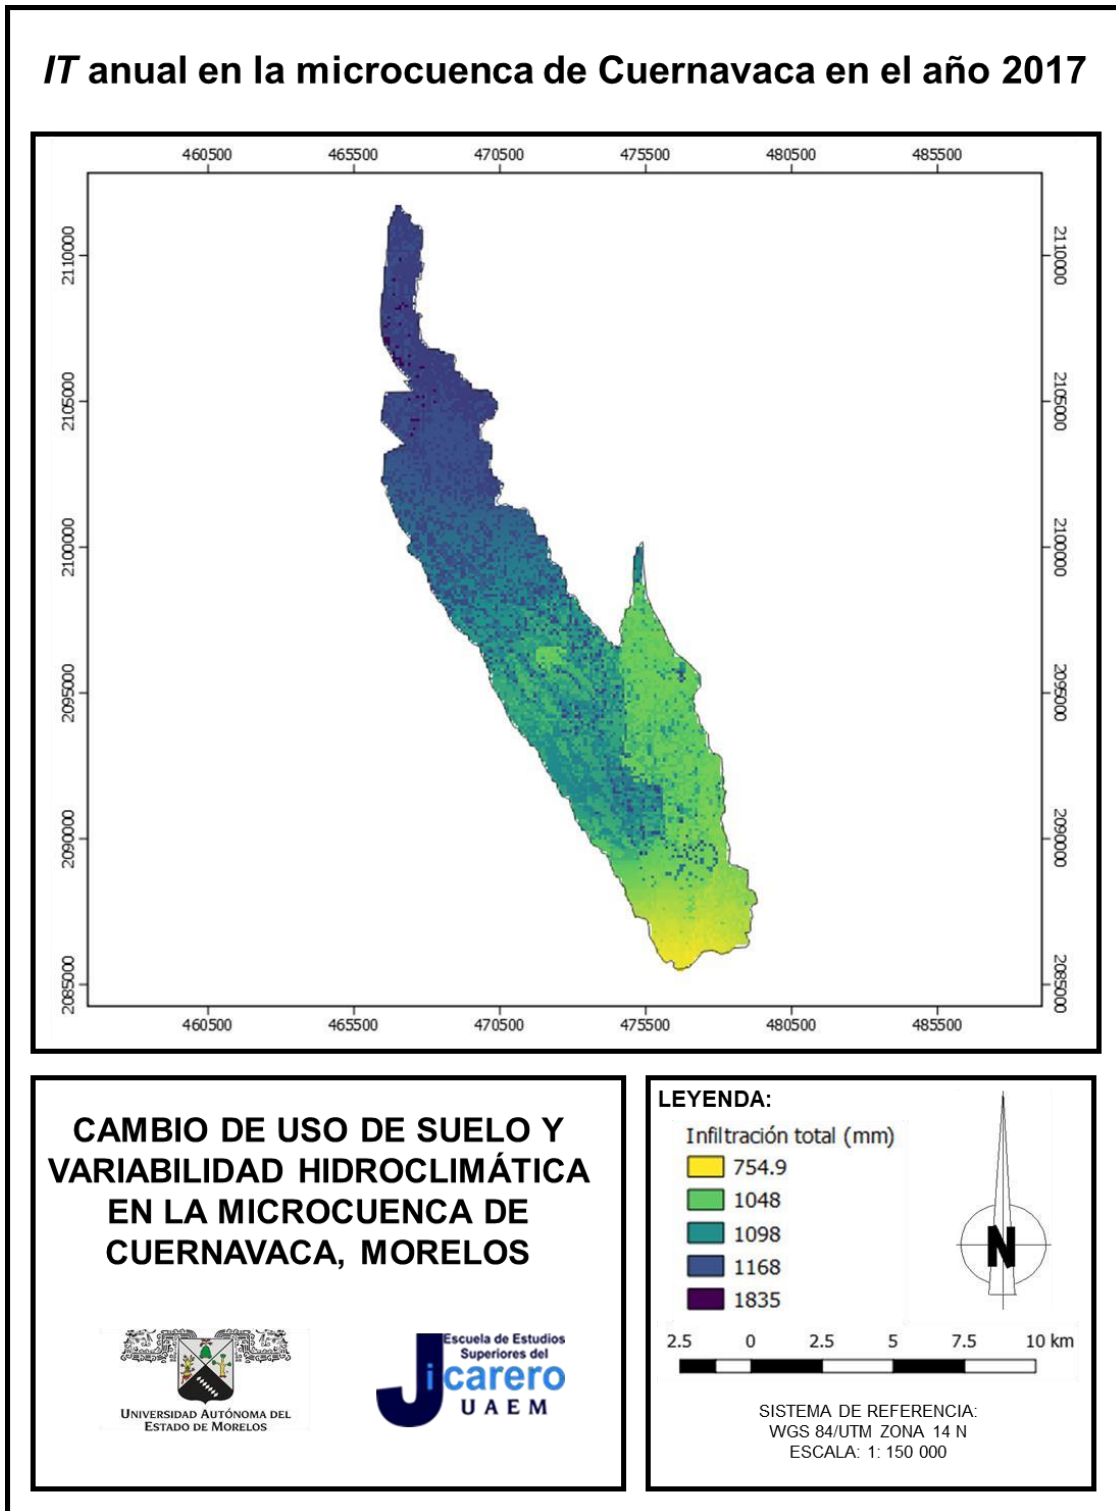 IT anual en la microcuenca de Cuernavaca en el año 2017
460500 465500 470500 475500 480500 485500
2110000 2110000
2105000 2105000
2100000 2100000
2095000 2095000
2090000 2090000
2085000 2085000
460500 465500 470500 475500 480500 485500
CAMBIO DE USO DE SUELO Y
VARIABILIDAD HIDROCLIMÁTICA
EN LA MICROCUENCA DE
CUERNAVACA, MORELOS
UNIVERSIDAD AUTÓNOMA DEL
ESTADO DE MORELOS
Escuela de Estudios
Superiores del
Jicarero
UAEM
LEYENDA:
Infiltración total (mm)
754.9
1048
1098
1168
1835
N
2.5 0 2.5 5 7.5 10 km
SISTEMA DE REFERENCIA:
WGS 84/UTM ZONA 14 N
ESCALA: 1: 150 000